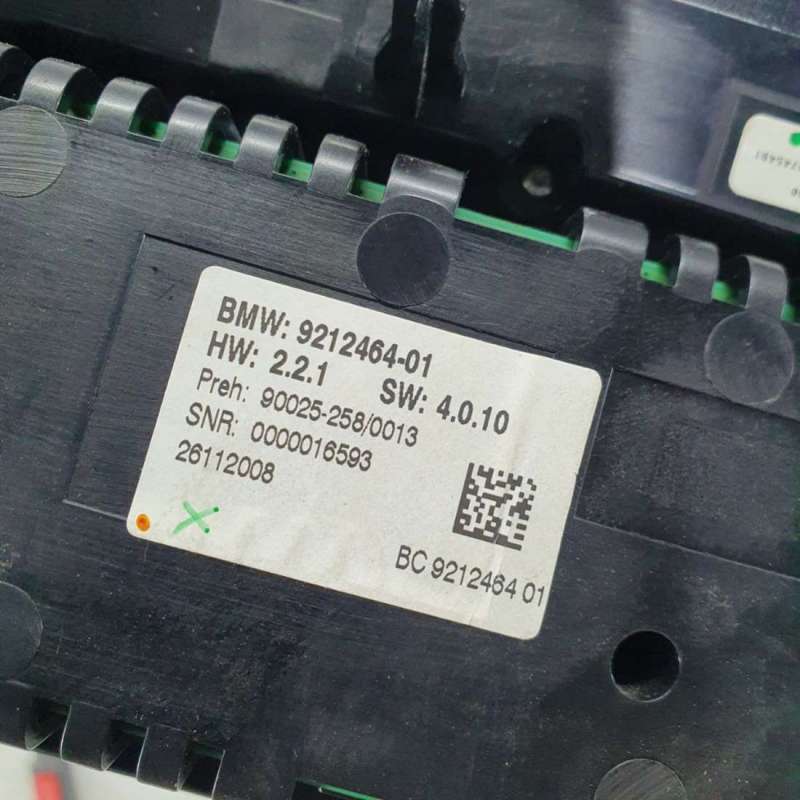 BMW: 9212464-01
HW: 2.2.1 SW: 4.0.10
Preh: 90025-258/0013
SNR: 0000016593
26112008
BC 9212464 01